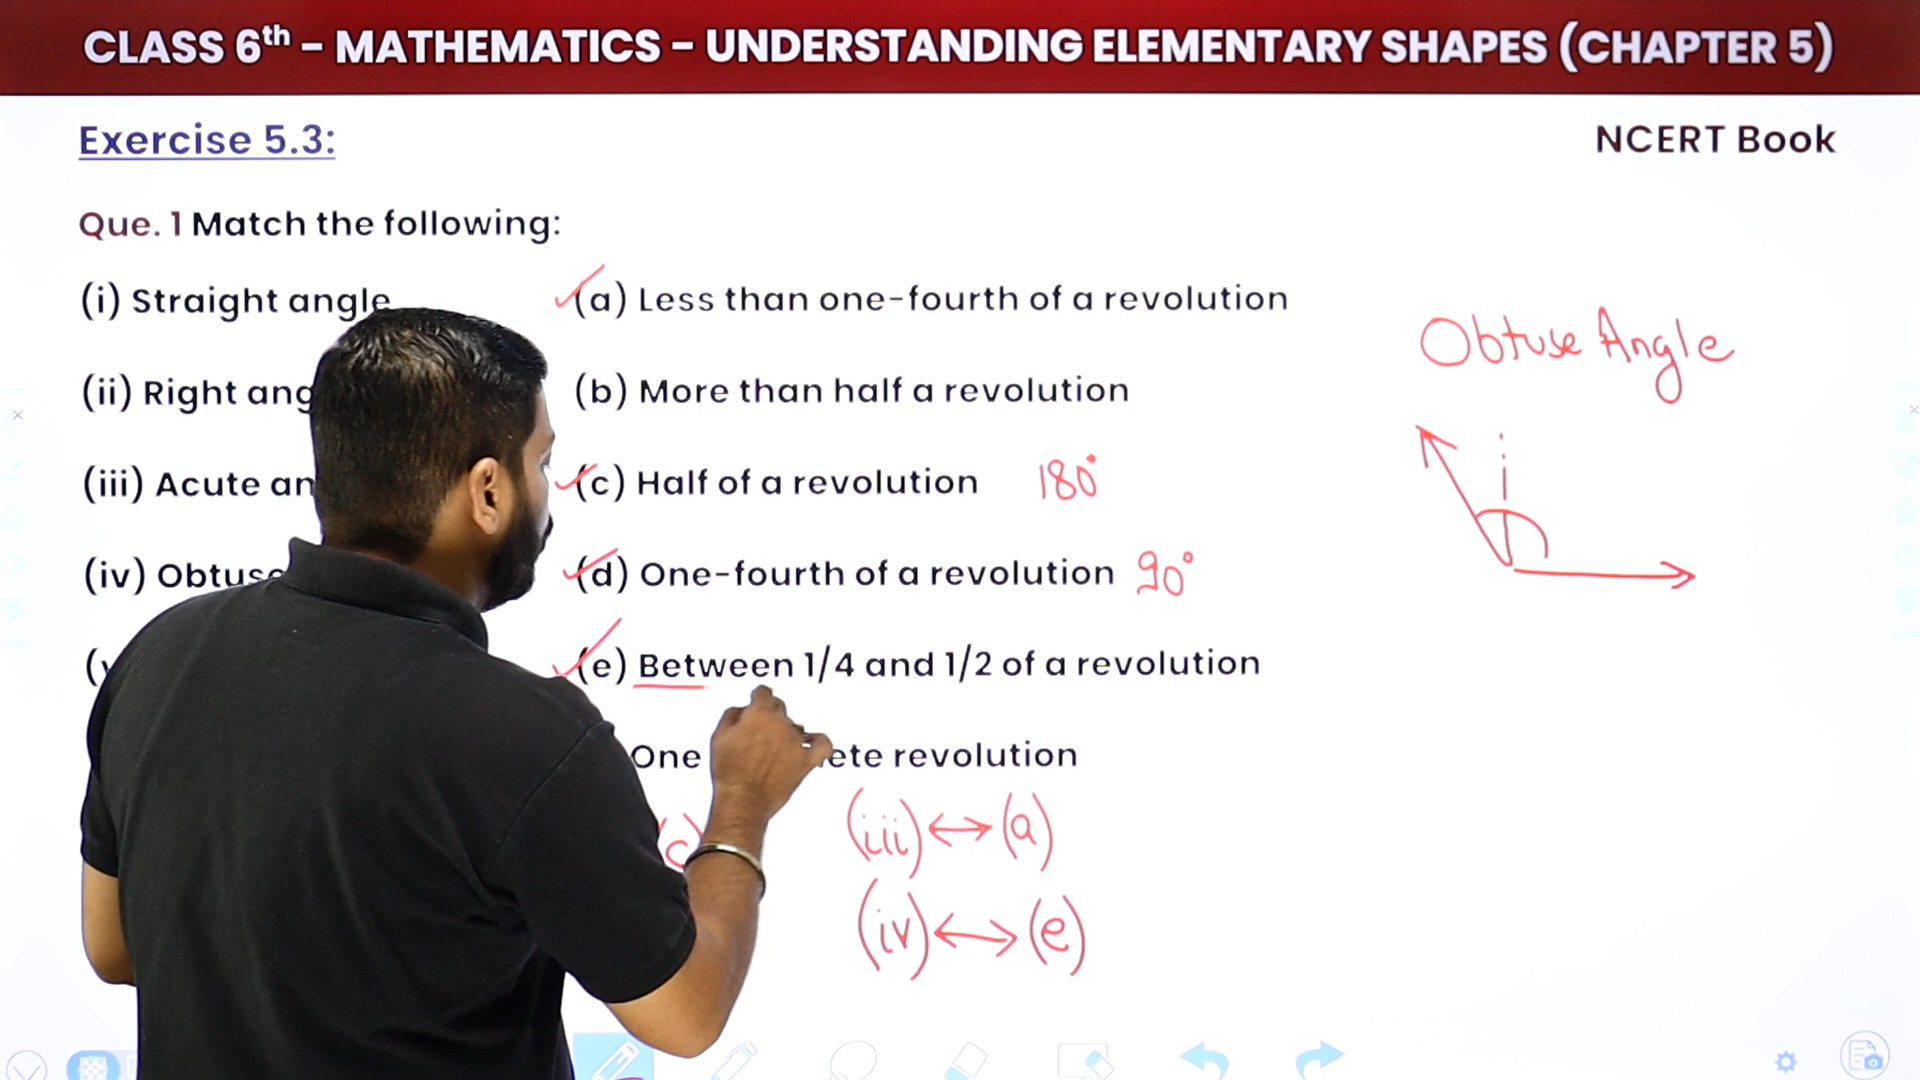 CLASS 6th – MATHEMATICS – UNDERSTANDING ELEMENTARY SHAPES (CHAPTER 5)
Exercise 5.3:
NCERT Book
Que. 1 Match the following:
(i) Straight angle
(a) Less than one-fourth of a revolution
(ii) Right ang
(b) More than half a revolution
(iii) Acute an
(c) Half of a revolution 180°
(iv) Obtuse
(d) One-fourth of a revolution 90°
(e) Between 1/4 and 1/2 of a revolution
One ete revolution
(c)
(iii) ↔ (a)
(iv) ↔ (e)
Obtuse Angle